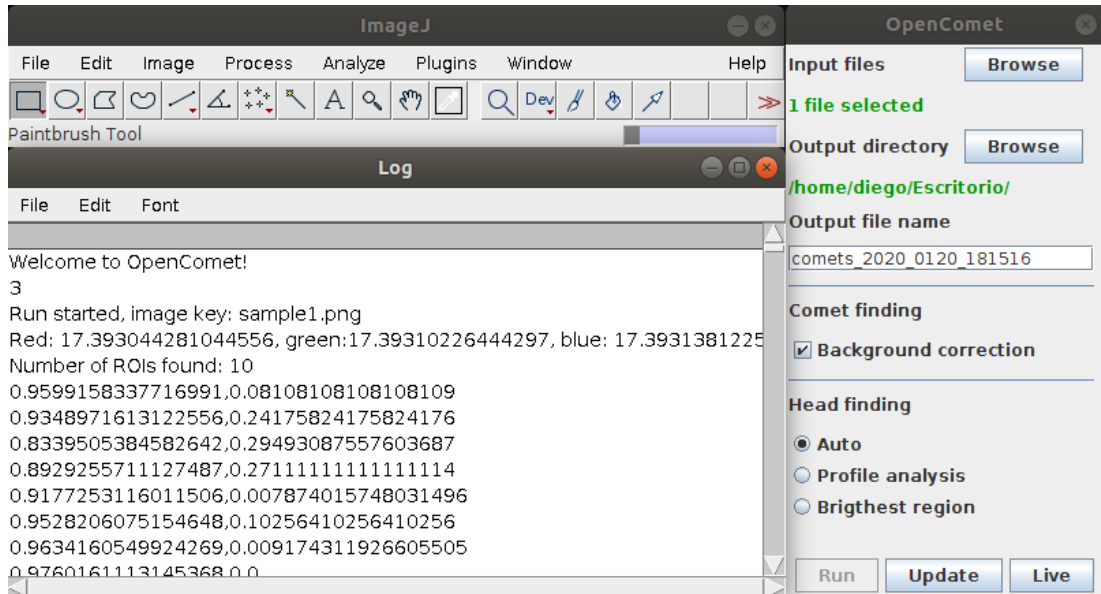 ImageJ
File Edit Image Process Analyze Plugins Window Help
A Dev
Paintbrush Tool
Log
File Edit Font
Welcome to OpenComet!
3
Run started, image key: sample1.png
Red: 17.393044281044556, green:17.39310226444297, blue: 17.3931381225
Number of ROIs found: 10
0.9599158337716991,0.08108108108108109
0.9348971613122556,0.24175824175824176
0.8339505384582642,0.29493087557603687
0.8929255711127487,0.27111111111111114
0.9177253116011506,0.007874015748031496
0.9528206075154648,0.10256410256410256
0.9634160549924269,0.009174311926605505
0.9760161113145368,0.0
OpenComet
Input files Browse
1 file selected
Output directory Browse
/home/diego/Escritorio/
Output file name
comets_2020_0120_181516
Comet finding
Background correction
Head finding
Auto
Profile analysis
Brigthest region
Run Update Live